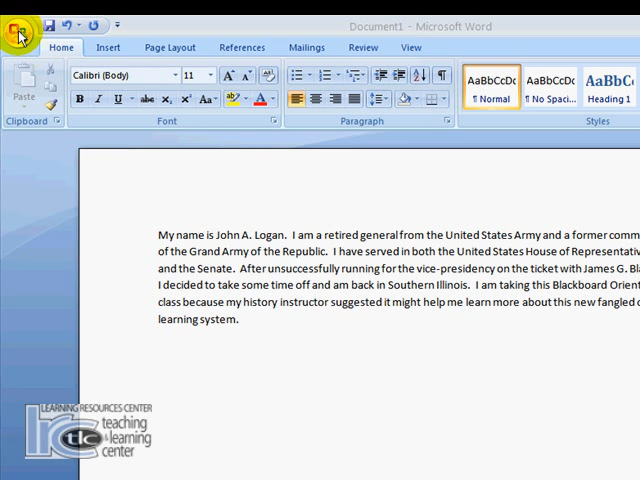 Document1 - Microsoft Word
Home Insert Page Layout References Mailings Review View
Paste
Calibri (Body) 11
B I U abc X₂ X² Aa ab A
AaBbCcDc AaBbCcDc AaBbCc
¶ Normal ¶ No Spaci... Heading 1
Clipboard Font Paragraph Styles
My name is John A. Logan. I am a retired general from the United States Army and a former comm
of the Grand Army of the Republic. I have served in both the United States House of Representativ
and the Senate. After unsuccessfully running for the vice-presidency on the ticket with James G. Bla
I decided to take some time off and am back in Southern Illinois. I am taking this Blackboard Orient
class because my history instructor suggested it might help me learn more about this new fangled
learning system.
LEARNING RESOURCES CENTER
lrc
tlc
teaching
& learning
center